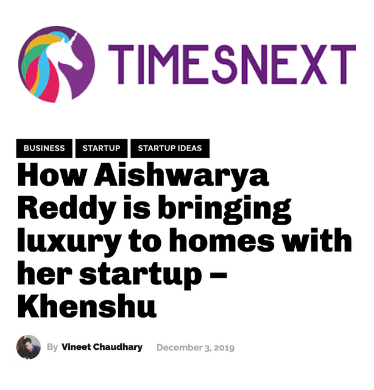 TIMESNEXT
BUSINESS STARTUP STARTUP IDEAS
How Aishwarya
Reddy is bringing
luxury to homes with
her startup –
Khenshu
By Vineet Chaudhary December 3, 2019